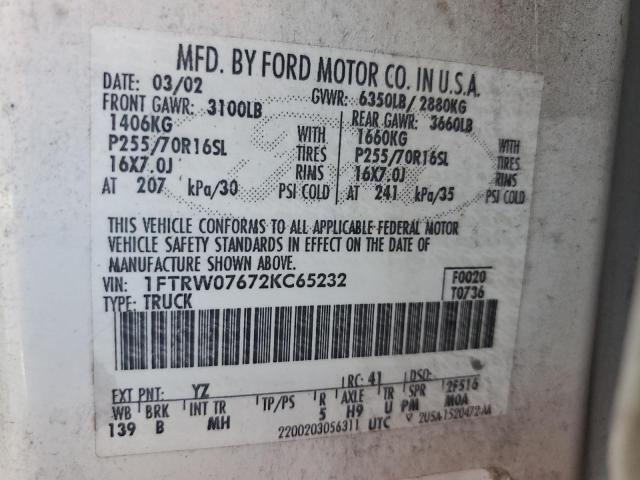 MFD. BY FORD MOTOR CO. IN U.S.A.
DATE: 03/02 GVWR: 6350LB/ 2880KG
FRONT GAWR: 3100LB REAR GAWR: 3660LB
1406KG WITH 1660KG WITH
P255/70R16SL TIRES P255/70R16SL TIRES
16X7.0J RIMS 16X7.0J RIMS
AT 207 kPa/30 PSI COLD AT 241 kPa/35 PSI COLD
THIS VEHICLE CONFORMS TO ALL APPLICABLE FEDERAL MOTOR
VEHICLE SAFETY STANDARDS IN EFFECT ON THE DATE OF
MANUFACTURE SHOWN ABOVE.
VIN: 1FTRW07672KC65232 F0020
TYPE: TRUCK T0736
EXT PNT: YZ RC: 41 DSO:
WB BRK INT TR TP/PS R AXLE TR SPR 2F516
139 B MH 5 H9 U PM MOA
2200203056311 UTC 2USA-1520472-AA